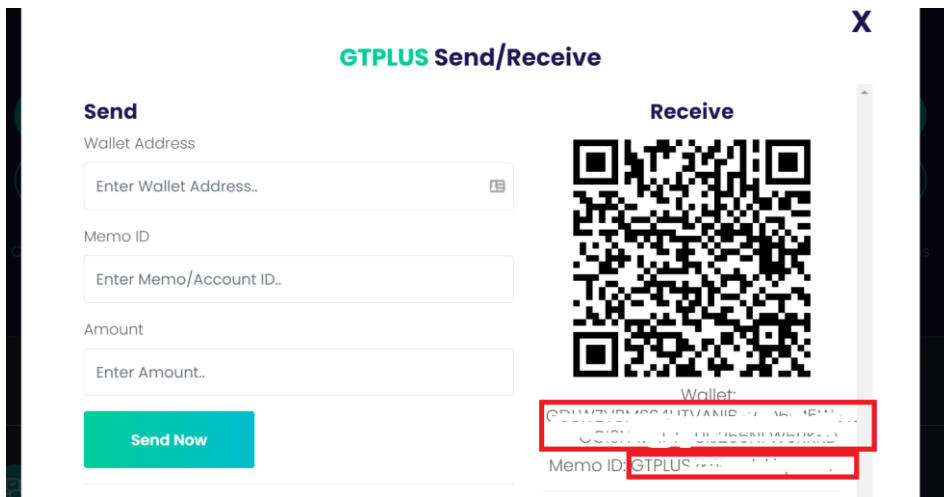 X
GTPLUS Send/Receive
Send
Wallet Address
Enter Wallet Address..
Memo ID
Enter Memo/Account ID..
Amount
Enter Amount..
Send Now
Receive
Wallet:
Memo ID: GTPLUS